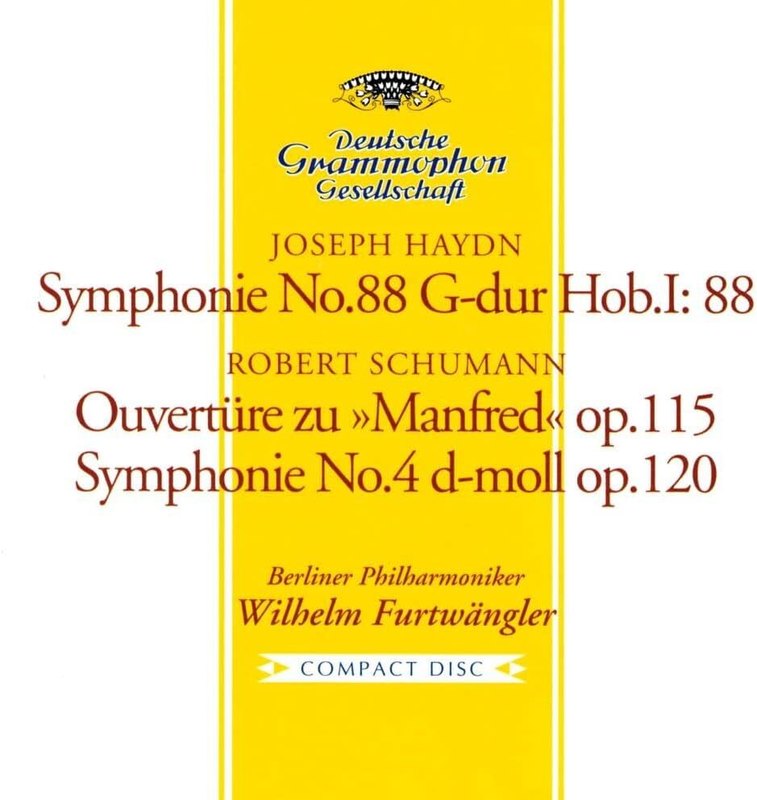 Deutsche
Grammophon
Gesellschaft
JOSEPH HAYDN
Symphonie No.88 G-dur Hob.I: 88
ROBERT SCHUMANN
Ouvertüre zu »Manfred« op.115
Symphonie No.4 d-moll op.120
Berliner Philharmoniker
Wilhelm Furtwängler
COMPACT DISC